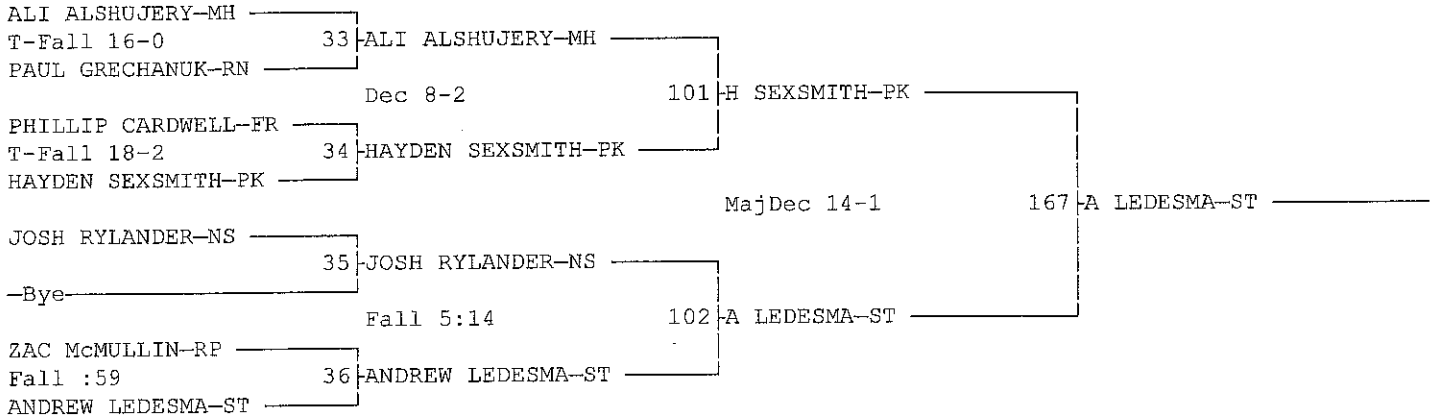 ALI ALSHUJERY—MH
T-Fall 16-0 33 ALI ALSHUJERY—MH
PAUL GRECHANUK—RN
Dec 8-2 101 H SEXSMITH—PK
PHILLIP CARDWELL—FR
T-Fall 18-2 34 HAYDEN SEXSMITH—PK
HAYDEN SEXSMITH—PK
MajDec 14-1 167 A LEDESMA—ST
JOSH RYLANDER—NS
35 JOSH RYLANDER—NS
—Bye—
Fall 5:14 102 A LEDESMA—ST
ZAC McMULLIN—RP
Fall :59 36 ANDREW LEDESMA—ST
ANDREW LEDESMA—ST